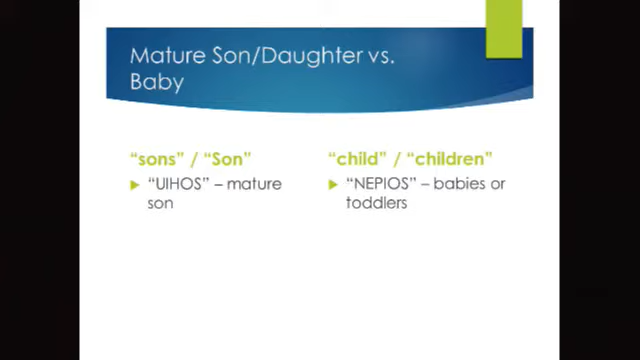 Mature Son/Daughter vs.
Baby
“sons” / “Son”
“UIHOS” – mature
son
“child” / “children”
“NEPIOS” – babies or
toddlers